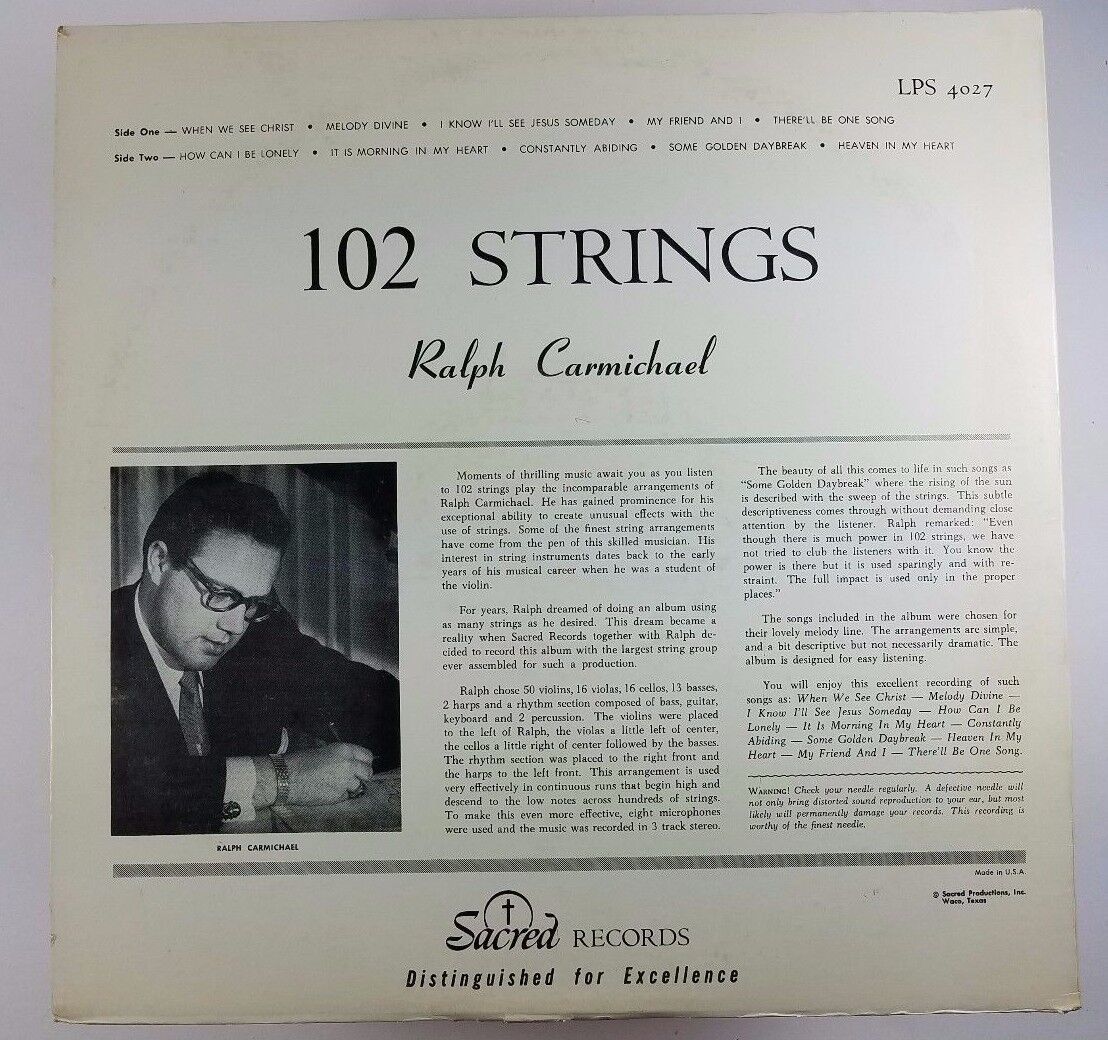 LPS 4027
Side One — WHEN WE SEE CHRIST • MELODY DIVINE • I KNOW I'LL SEE JESUS SOMEDAY • MY FRIEND AND I • THERE'LL BE ONE SONG
Side Two — HOW CAN I BE LONELY • IT IS MORNING IN MY HEART • CONSTANTLY ABIDING • SOME GOLDEN DAYBREAK • HEAVEN IN MY HEART
102 STRINGS
Ralph Carmichael
Moments of thrilling music await you as you listen
to 102 strings play the incomparable arrangements of
Ralph Carmichael. He has gained prominence for his
exceptional ability to create unusual effects with the
use of strings. Some of the finest string arrangements
have come from the pen of this skilled musician. His
interest in string instruments dates back to the early
years of his musical career when he was a student of
the violin.
For years, Ralph dreamed of doing an album using
as many strings as he desired. This dream became a
reality when Sacred Records together with Ralph de-
cided to record this album with the largest string group
ever assembled for such a production.
Ralph chose 50 violins, 16 violas, 16 cellos, 13 basses,
2 harps and a rhythm section composed of bass, guitar,
keyboard and 2 percussion. The violins were placed
to the left of Ralph, the violas a little left of center,
the cellos a little right of center followed by the basses.
The rhythm section was placed to the right front and
the harps to the left front. This arrangement is used
very effectively in continuous runs that begin high and
descend to the low notes across hundreds of strings.
To make this even more effective, eight microphones
were used and the music was recorded in 3 track stereo.
The beauty of all this comes to life in such songs as
"Some Golden Daybreak" where the rising of the sun
is described with the sweep of the strings. This subtle
descriptiveness comes through without demanding close
attention by the listener. Ralph remarked: "Even
though there is much power in 102 strings, we have
not tried to club the listeners with it. You know the
power is there but it is used sparingly and with re-
straint. The full impact is used only in the proper
places."
The songs included in the album were chosen for
their lovely melody line. The arrangements are simple,
and a bit descriptive but not necessarily dramatic. The
album is designed for easy listening.
You will enjoy this excellent recording of such
songs as: When We See Christ — Melody Divine —
I Know I'll See Jesus Someday — How Can I Be
Lonely — It Is Morning In My Heart — Constantly
Abiding — Some Golden Daybreak — Heaven In My
Heart — My Friend And I — There'll Be One Song.
WARNING! Check your needle regularly. A defective needle will
not only bring distorted sound reproduction to your ear, but most
likely will permanently damage your records. This recording is
worthy of the finest needle.
RALPH CARMICHAEL
Made in U.S.A.
© Sacred Productions, Inc.
Waco, Texas
Sacred RECORDS
Distinguished for Excellence